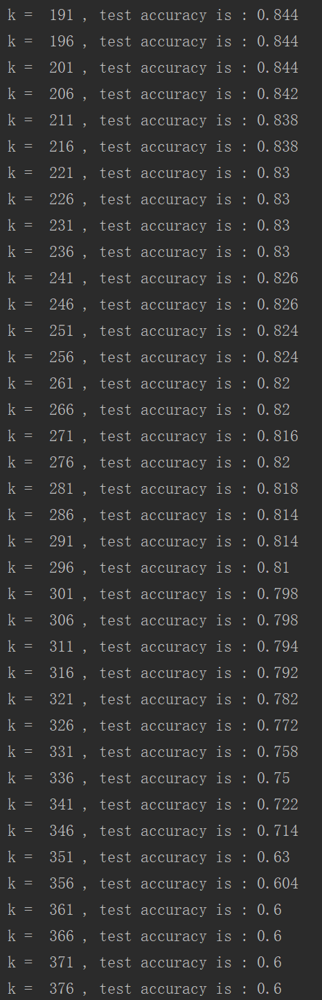 k =  191 , test accuracy is : 0.844
k =  196 , test accuracy is : 0.844
k =  201 , test accuracy is : 0.844
k =  206 , test accuracy is : 0.842
k =  211 , test accuracy is : 0.838
k =  216 , test accuracy is : 0.838
k =  221 , test accuracy is : 0.83
k =  226 , test accuracy is : 0.83
k =  231 , test accuracy is : 0.83
k =  236 , test accuracy is : 0.83
k =  241 , test accuracy is : 0.826
k =  246 , test accuracy is : 0.826
k =  251 , test accuracy is : 0.824
k =  256 , test accuracy is : 0.824
k =  261 , test accuracy is : 0.82
k =  266 , test accuracy is : 0.82
k =  271 , test accuracy is : 0.816
k =  276 , test accuracy is : 0.82
k =  281 , test accuracy is : 0.818
k =  286 , test accuracy is : 0.814
k =  291 , test accuracy is : 0.814
k =  296 , test accuracy is : 0.81
k =  301 , test accuracy is : 0.798
k =  306 , test accuracy is : 0.798
k =  311 , test accuracy is : 0.794
k =  316 , test accuracy is : 0.792
k =  321 , test accuracy is : 0.782
k =  326 , test accuracy is : 0.772
k =  331 , test accuracy is : 0.758
k =  336 , test accuracy is : 0.75
k =  341 , test accuracy is : 0.722
k =  346 , test accuracy is : 0.714
k =  351 , test accuracy is : 0.63
k =  356 , test accuracy is : 0.604
k =  361 , test accuracy is : 0.6
k =  366 , test accuracy is : 0.6
k =  371 , test accuracy is : 0.6
k =  376 , test accuracy is : 0.6